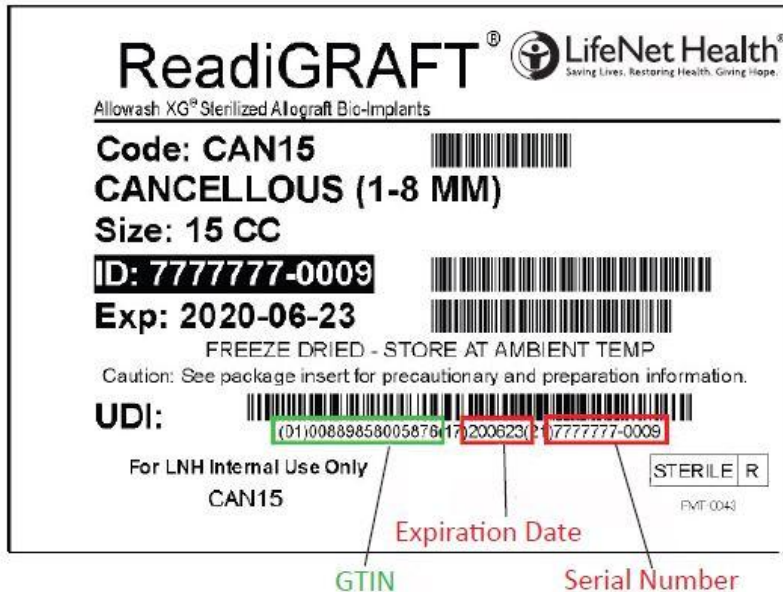 ReadiGRAFT®
LifeNet Health®
Saving Lives. Restoring Health. Giving Hope.
Allowash XG® Sterilized Allograft Bio-Implants
Code: CAN15
CANCELLOUS (1-8 MM)
Size: 15 CC
ID: 7777777-0009
Exp: 2020-06-23
FREEZE DRIED - STORE AT AMBIENT TEMP
Caution: See package insert for precautionary and preparation information.
UDI:
(01)00889858005876(17)200623(21)7777777-0009
For LNH Internal Use Only
CAN15
STERILE R
FMT-0043
Expiration Date
GTIN
Serial Number